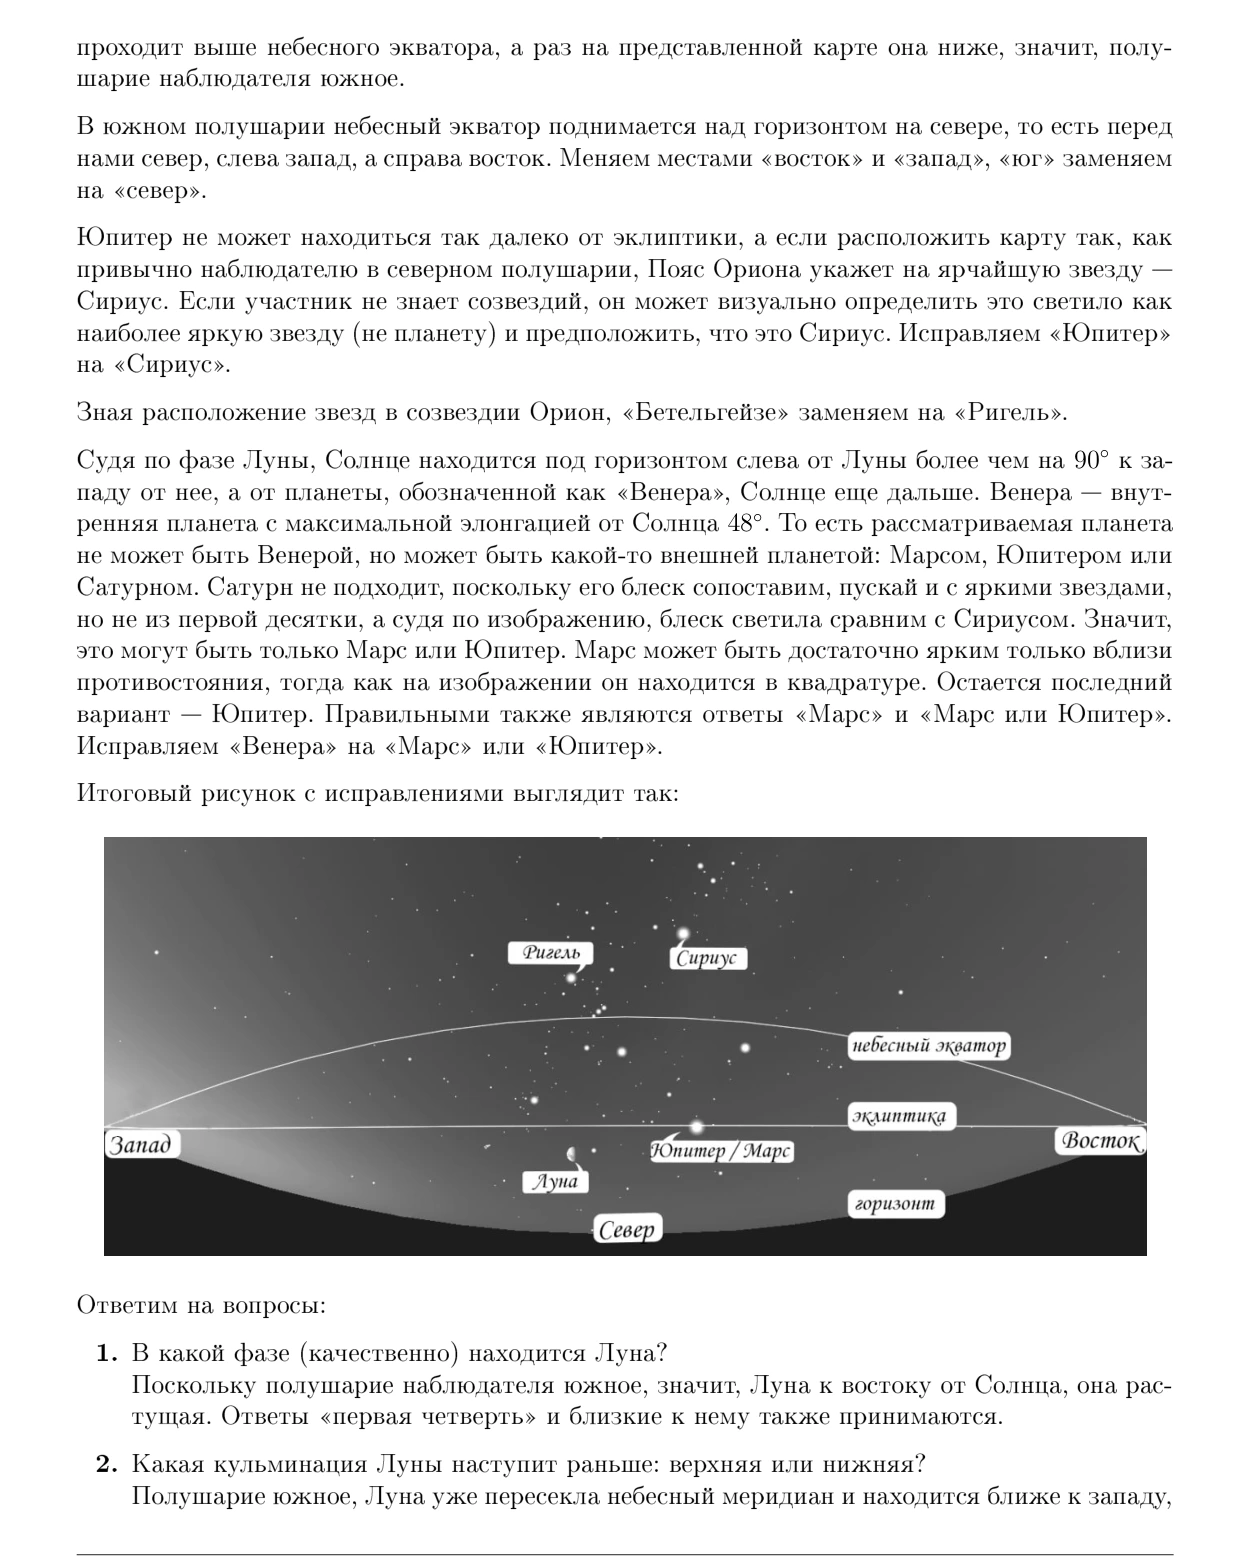 проходит выше небесного экватора, а раз на представленной карте она ниже, значит, полу-
шарие наблюдателя южное.
В южном полушарии небесный экватор поднимается над горизонтом на севере, то есть перед
нами север, слева запад, а справа восток. Меняем местами «восток» и «запад», «юг» заменяем
на «север».
Юпитер не может находиться так далеко от эклиптики, а если расположить карту так, как
привычно наблюдателю в северном полушарии, Пояс Ориона укажет на ярчайшую звезду —
Сириус. Если участник не знает созвездий, он может визуально определить это светило как
наиболее яркую звезду (не планету) и предположить, что это Сириус. Исправляем «Юпитер»
на «Сириус».
Зная расположение звезд в созвездии Орион, «Бетельгейзе» заменяем на «Ригель».
Судя по фазе Луны, Солнце находится под горизонтом слева от Луны более чем на 90° к за-
паду от нее, а от планеты, обозначенной как «Венера», Солнце еще дальше. Венера — внут-
ренняя планета с максимальной элонгацией от Солнца 48°. То есть рассматриваемая планета
не может быть Венерой, но может быть какой-то внешней планетой: Марсом, Юпитером или
Сатурном. Сатурн не подходит, поскольку его блеск сопоставим, пускай и с яркими звездами,
но не из первой десятки, а судя по изображению, блеск светила сравним с Сириусом. Значит,
это могут быть только Марс или Юпитер. Марс может быть достаточно ярким только вблизи
противостояния, тогда как на изображении он находится в квадратуре. Остается последний
вариант — Юпитер. Правильными также являются ответы «Марс» и «Марс или Юпитер».
Исправляем «Венера» на «Марс» или «Юпитер».
Итоговый рисунок с исправлениями выглядит так:
Ригель
Сириус
небесный экватор
эклиптика
Запад
Восток
Юпитер / Марс
Луна
горизонт
Север
Ответим на вопросы:
1. В какой фазе (качественно) находится Луна?
Поскольку полушарие наблюдателя южное, значит, Луна к востоку от Солнца, она рас-
тущая. Ответы «первая четверть» и близкие к нему также принимаются.
2. Какая кульминация Луны наступит раньше: верхняя или нижняя?
Полушарие южное, Луна уже пересекла небесный меридиан и находится ближе к западу,